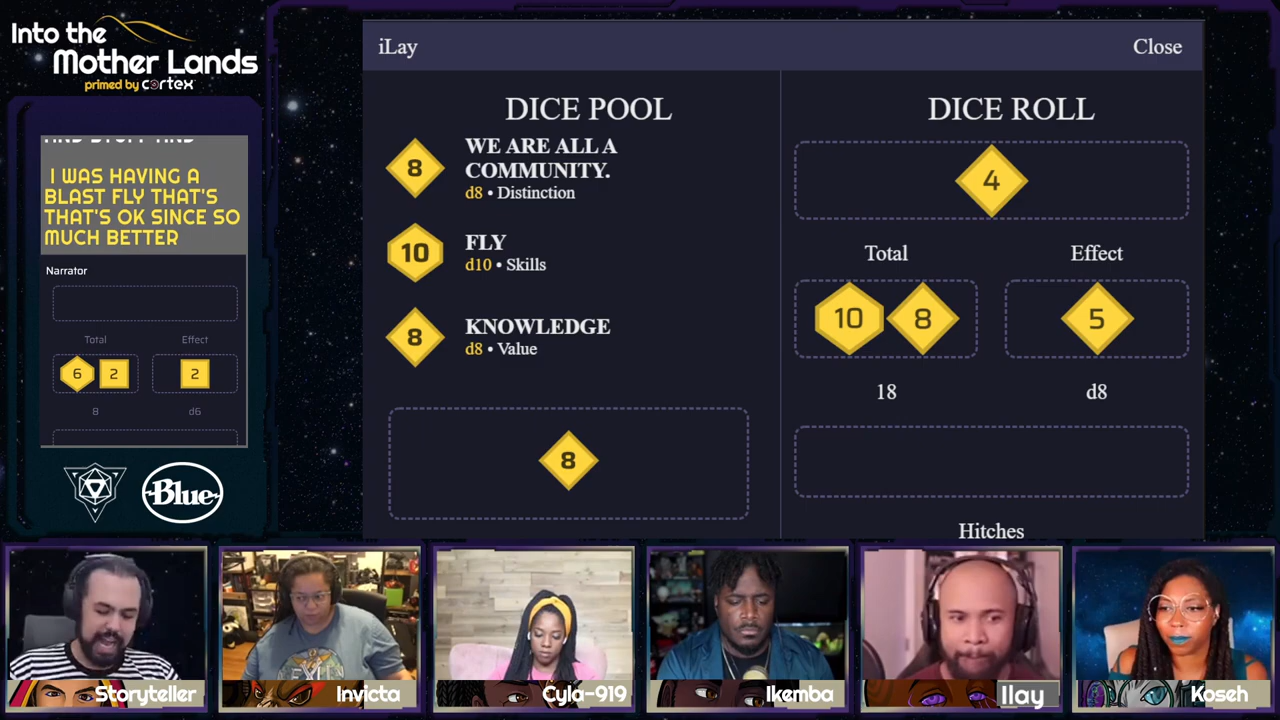 Into the
Mother Lands
primed by cortex
I WAS HAVING A
BLAST FLY THAT'S
THAT'S OK SINCE SO
MUCH BETTER
Narrator
Total
Effect
6
2
2
8
d6
Blue
iLay
Close
DICE POOL
8
WE ARE ALL A
COMMUNITY.
d8 • Distinction
10
FLY
d10 • Skills
8
KNOWLEDGE
d8 • Value
8
DICE ROLL
4
Total
Effect
10
8
5
18
d8
Hitches
Storyteller
Invicta
Cyla-919
Ikemba
Ilay
Koseh